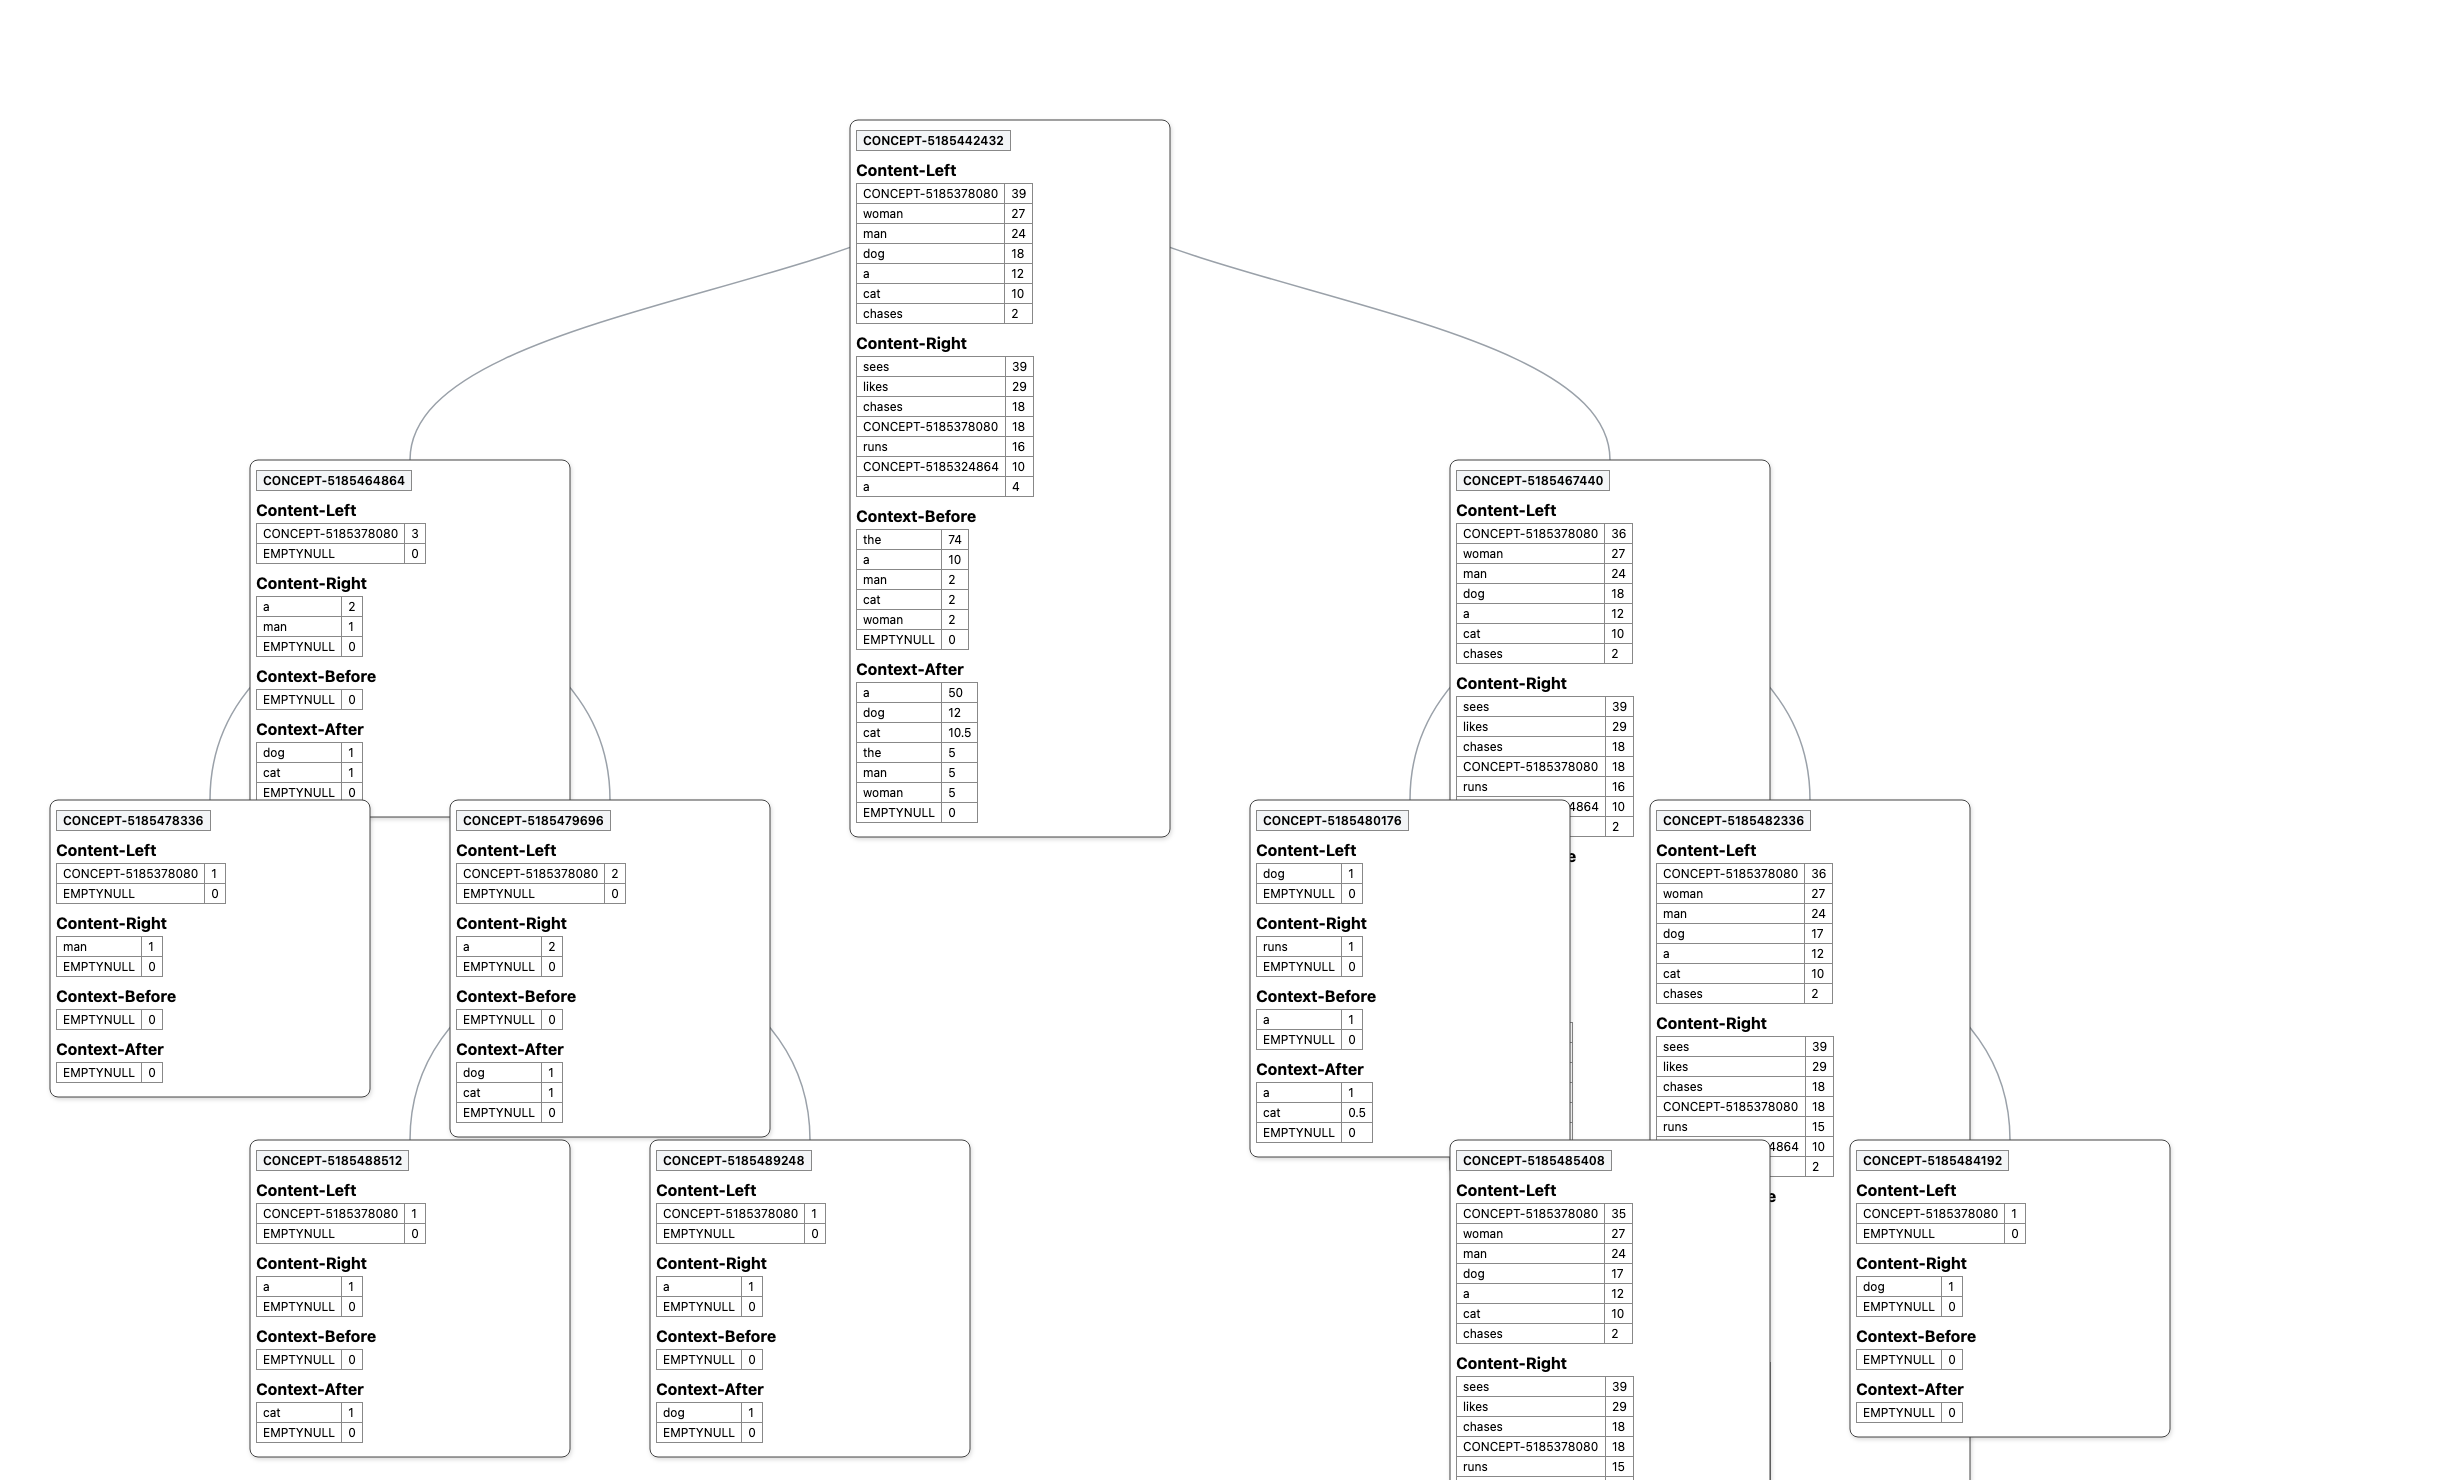 CONCEPT-5185442432
Content-Left
CONCEPT-5185378080 39
woman 27
man 24
dog 18
a 12
cat 10
chases 2
Content-Right
sees 39
likes 29
chases 18
CONCEPT-5185378080 18
runs 16
CONCEPT-5185324864 10
a 4
Context-Before
the 74
a 10
man 2
cat 2
woman 2
EMPTYNULL 0
Context-After
a 50
dog 12
cat 10.5
the 5
man 5
woman 5
EMPTYNULL 0
CONCEPT-5185464864
Content-Left
CONCEPT-5185378080 3
EMPTYNULL 0
Content-Right
a 2
man 1
EMPTYNULL 0
Context-Before
EMPTYNULL 0
Context-After
dog 1
cat 1
EMPTYNULL 0
CONCEPT-5185467440
Content-Left
CONCEPT-5185378080 36
woman 27
man 24
dog 18
a 12
cat 10
chases 2
Content-Right
sees 39
likes 29
chases 18
CONCEPT-5185378080 18
runs 16
4864 10
2
e
CONCEPT-5185478336
Content-Left
CONCEPT-5185378080 1
EMPTYNULL 0
Content-Right
man 1
EMPTYNULL 0
Context-Before
EMPTYNULL 0
Context-After
EMPTYNULL 0
CONCEPT-5185479696
Content-Left
CONCEPT-5185378080 2
EMPTYNULL 0
Content-Right
a 2
EMPTYNULL 0
Context-Before
EMPTYNULL 0
Context-After
dog 1
cat 1
EMPTYNULL 0
CONCEPT-5185480176
Content-Left
dog 1
EMPTYNULL 0
Content-Right
runs 1
EMPTYNULL 0
Context-Before
a 1
EMPTYNULL 0
Context-After
a 1
cat 0.5
EMPTYNULL 0
CONCEPT-5185482336
Content-Left
CONCEPT-5185378080 36
woman 27
man 24
dog 17
a 12
cat 10
chases 2
Content-Right
sees 39
likes 29
chases 18
CONCEPT-5185378080 18
runs 15
4864 10
2
e
CONCEPT-5185488512
Content-Left
CONCEPT-5185378080 1
EMPTYNULL 0
Content-Right
a 1
EMPTYNULL 0
Context-Before
EMPTYNULL 0
Context-After
cat 1
EMPTYNULL 0
CONCEPT-5185489248
Content-Left
CONCEPT-5185378080 1
EMPTYNULL 0
Content-Right
a 1
EMPTYNULL 0
Context-Before
EMPTYNULL 0
Context-After
dog 1
EMPTYNULL 0
CONCEPT-5185485408
Content-Left
CONCEPT-5185378080 35
woman 27
man 24
dog 17
a 12
cat 10
chases 2
Content-Right
sees 39
likes 29
chases 18
CONCEPT-5185378080 18
runs 15
CONCEPT-5185484192
Content-Left
CONCEPT-5185378080 1
EMPTYNULL 0
Content-Right
dog 1
EMPTYNULL 0
Context-Before
EMPTYNULL 0
Context-After
EMPTYNULL 0